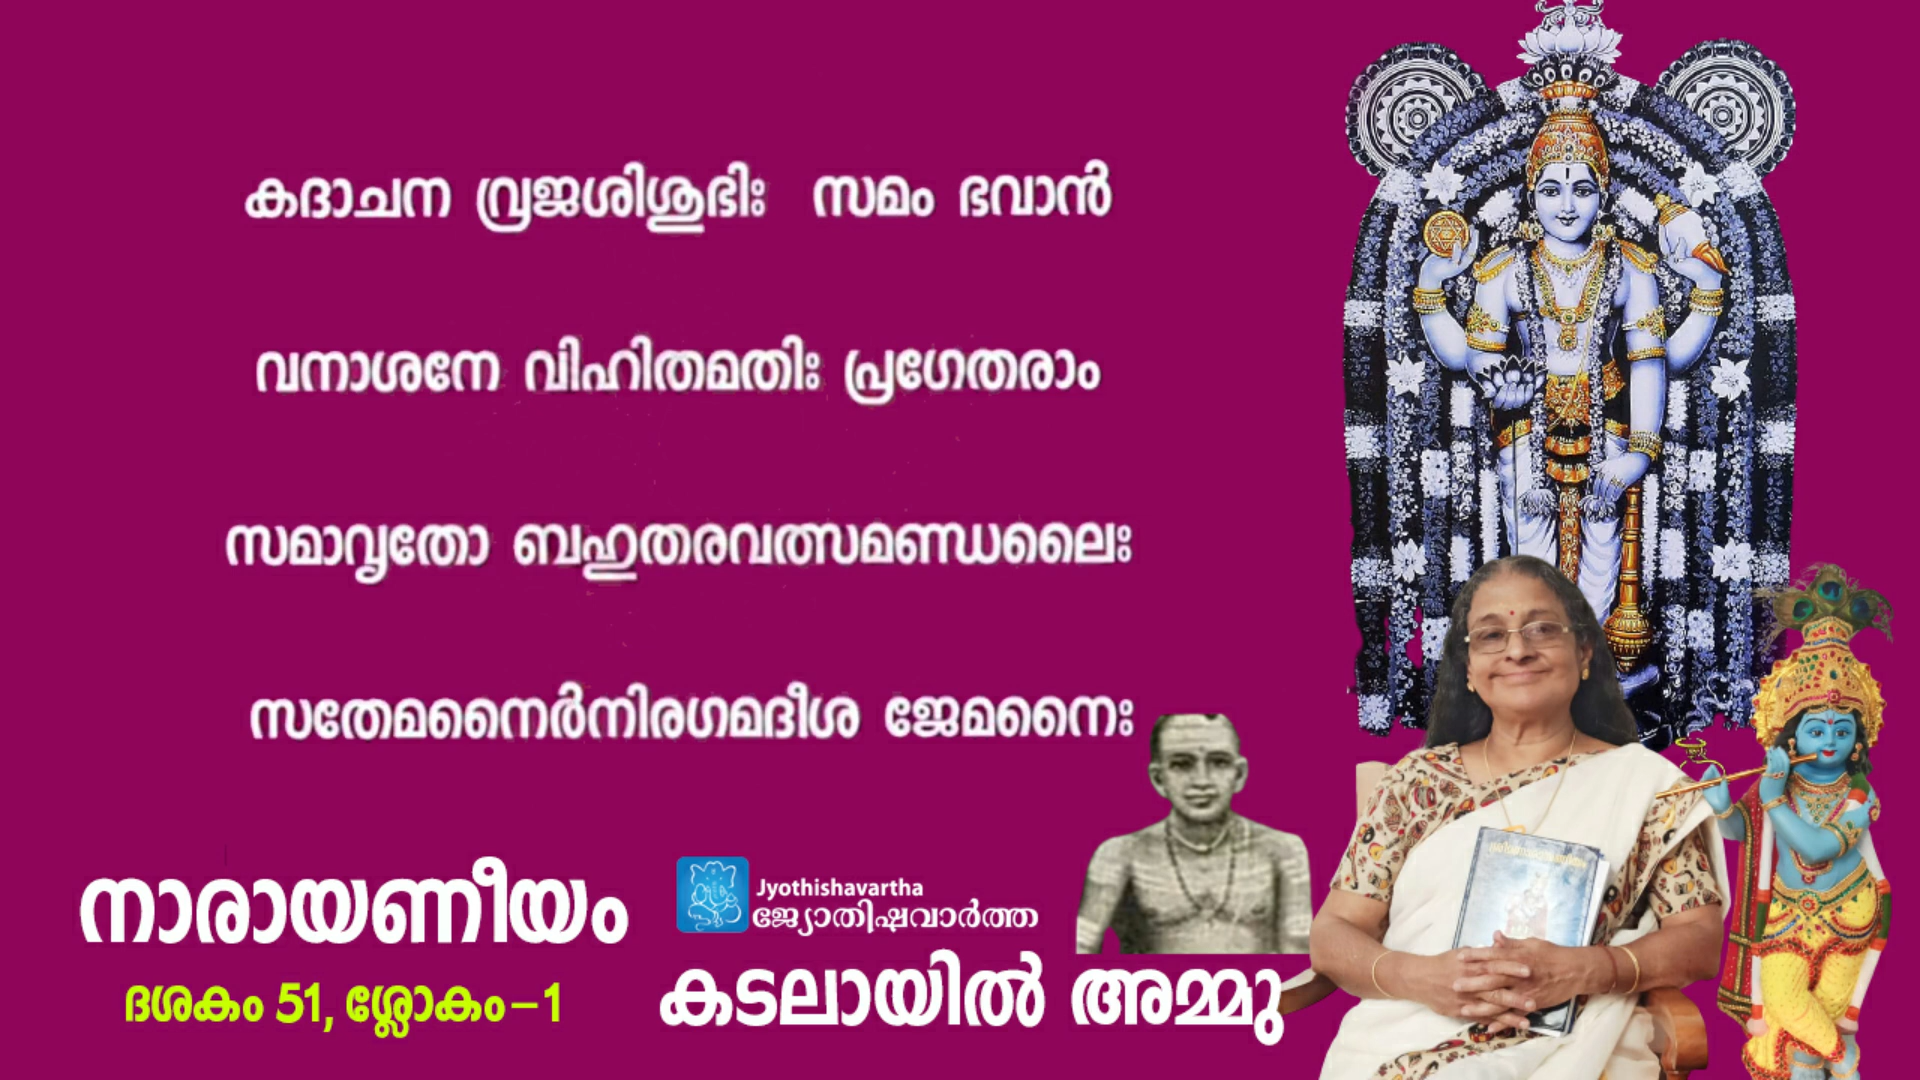 കദാചന വ്രജശിശുഭിഃ സമം ഭവാൻ
വനാശനേ വിഹിതമതിഃ പ്രഗേതരാം
സമാവൃതോ ബഹുതരവത്സമണ്ഡലൈഃ
സതേമനൈർനിരഗമദീശ ജേമനൈഃ
നാരായണീയം
ദശകം 51, ശ്ലോകം–1
Jyothishavartha
ജ്യോതിഷവാർത്ത
കടലായിൽ അമ്മു